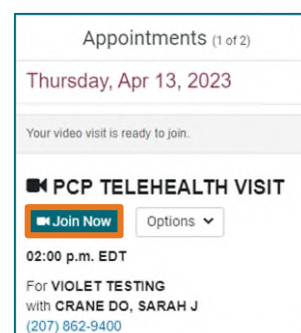 Appointments (1 of 2)
Thursday, Apr 13, 2023
Your video visit is ready to join.
PCP TELEHEALTH VISIT
Join Now Options
02:00 p.m. EDT
For VIOLET TESTING
with CRANE DO, SARAH J
(207) 862-9400